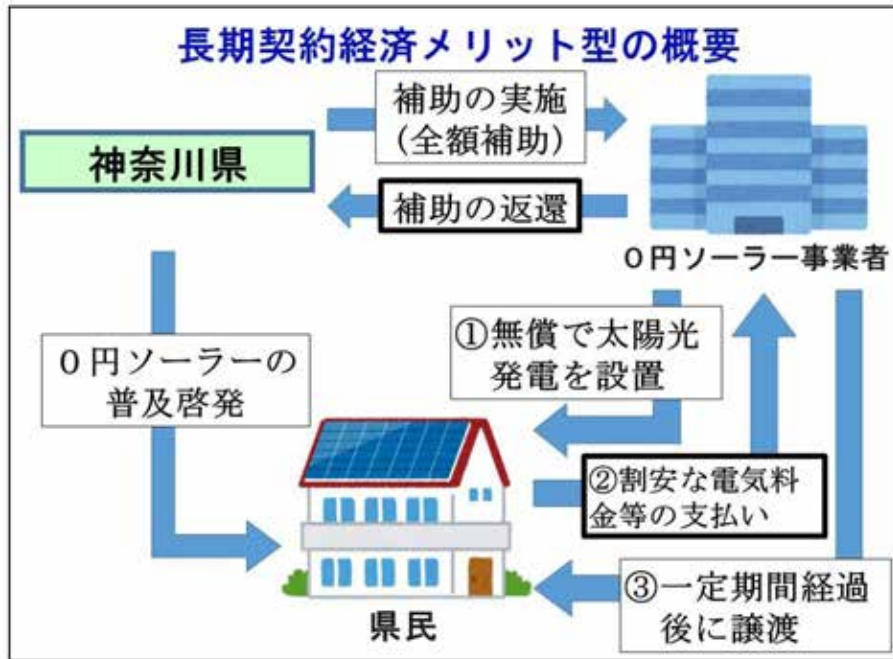 長期契約経済メリット型の概要
補助の実施
(全額補助)
神奈川県
補助の返還
０円ソーラー事業者
①無償で太陽光
発電を設置
０円ソーラーの
普及啓発
②割安な電気料
金等の支払い
③一定期間経過
後に譲渡
県民